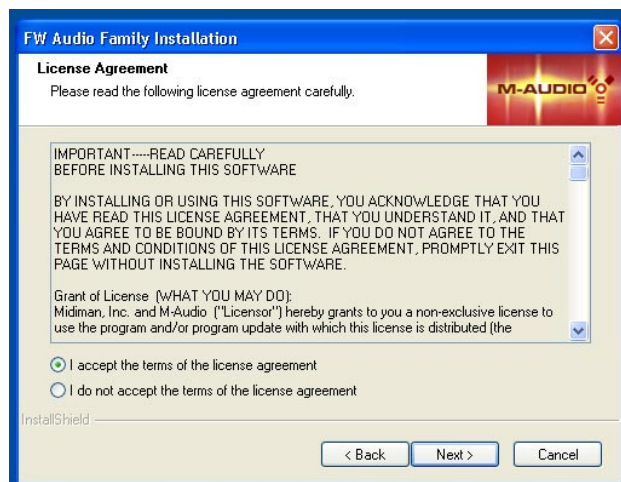 FW Audio Family Installation
License Agreement
Please read the following license agreement carefully.
M-AUDIO
IMPORTANT-----READ CAREFULLY
BEFORE INSTALLING THIS SOFTWARE
BY INSTALLING OR USING THIS SOFTWARE, YOU ACKNOWLEDGE THAT YOU
HAVE READ THIS LICENSE AGREEMENT, THAT YOU UNDERSTAND IT, AND THAT
YOU AGREE TO BE BOUND BY ITS TERMS. IF YOU DO NOT AGREE TO THE
TERMS AND CONDITIONS OF THIS LICENSE AGREEMENT, PROMPTLY EXIT THIS
PAGE WITHOUT INSTALLING THE SOFTWARE.
Grant of License (WHAT YOU MAY DO):
Midiman, Inc. and M-Audio ("Licensor") hereby grants to you a non-exclusive license to
use the program and/or program update with which this license is distributed (the
I accept the terms of the license agreement
I do not accept the terms of the license agreement
InstallShield
< Back
Next >
Cancel